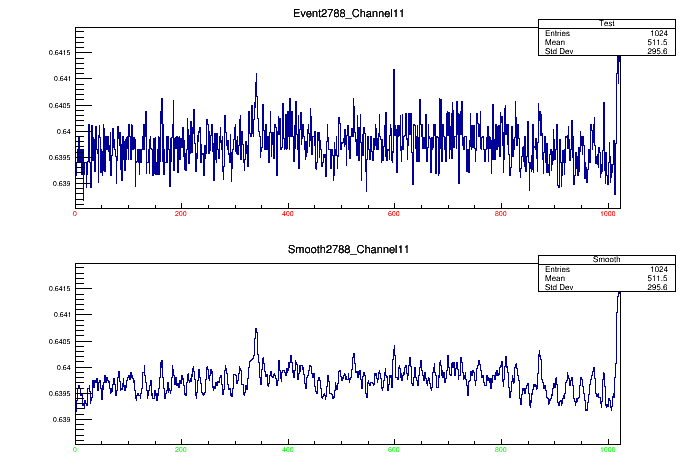 Event2788_Channel11
Test
Entries 1024
Mean 511.5
Std Dev 295.6
0.6415
0.641
0.6405
0.64
0.6395
0.639
0 200 400 600 800 1000
Smooth2788_Channel11
Smooth
Entries 1024
Mean 511.5
Std Dev 295.6
0.6415
0.641
0.6405
0.64
0.6395
0.639
0 200 400 600 800 1000